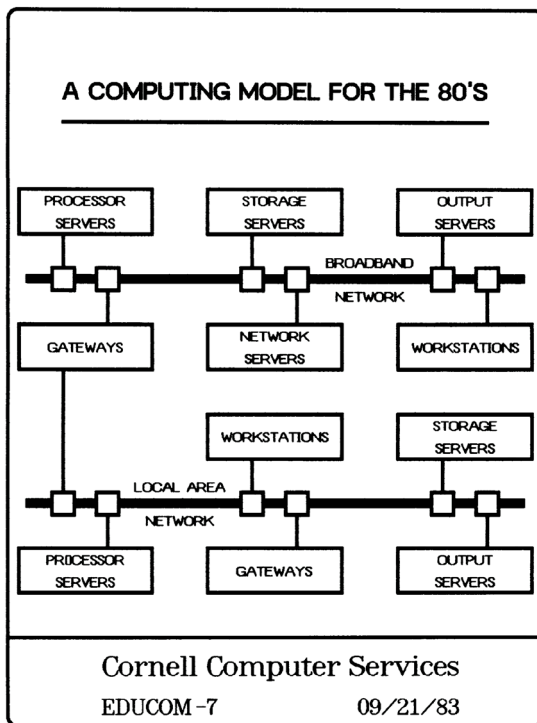 A COMPUTING MODEL FOR THE 80'S
PROCESSOR
SERVERS
STORAGE
SERVERS
OUTPUT
SERVERS
BROADBAND
NETWORK
GATEWAYS
NETWORK
SERVERS
WORKSTATIONS
WORKSTATIONS
STORAGE
SERVERS
LOCAL AREA
NETWORK
PROCESSOR
SERVERS
GATEWAYS
OUTPUT
SERVERS
Cornell Computer Services
EDUCOM-7 09/21/83